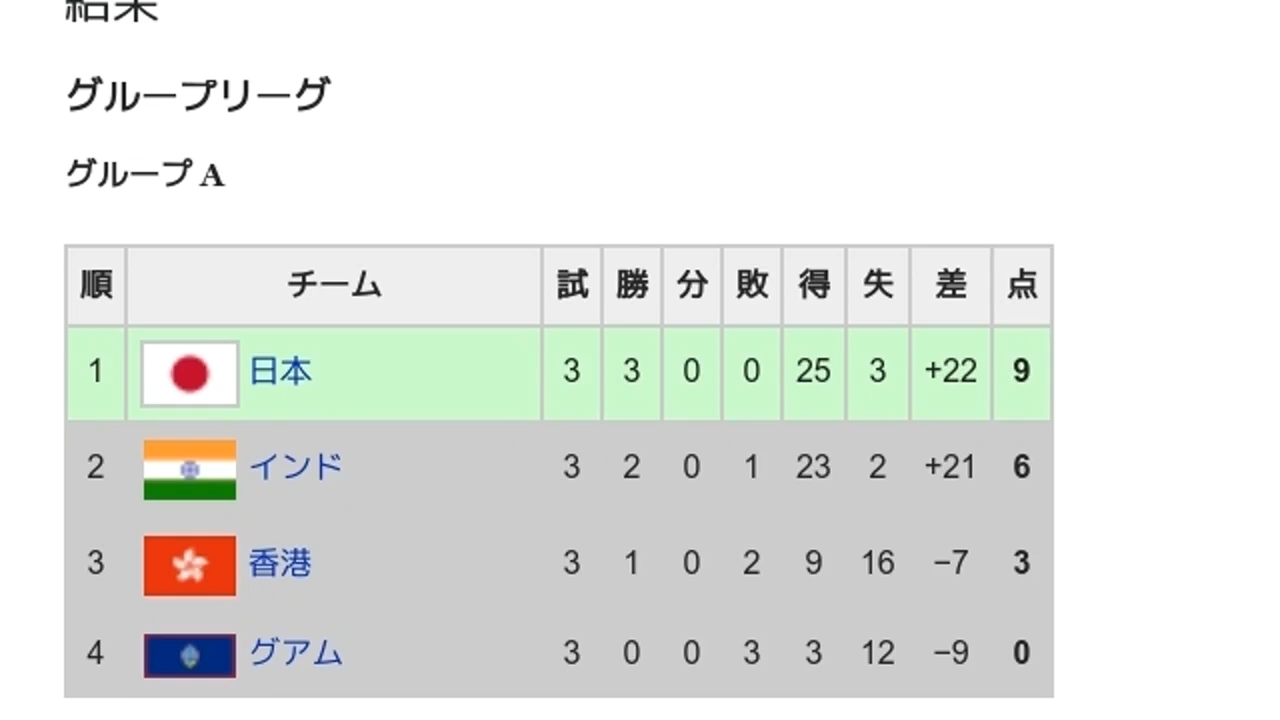 結果
グループリーグ
グループ A
順 チーム 試 勝 分 敗 得 失 差 点
1 日本 3 3 0 0 25 3 +22 9
2 インド 3 2 0 1 23 2 +21 6
3 香港 3 1 0 2 9 16 −7 3
4 グアム 3 0 0 3 3 12 −9 0